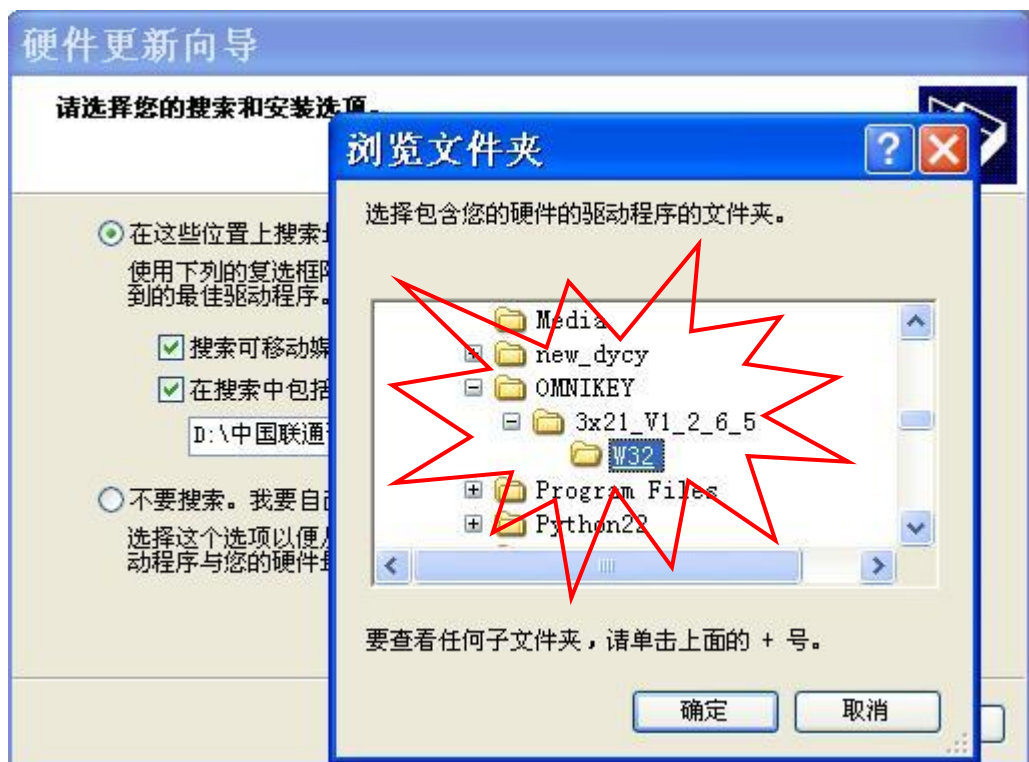 硬件更新向导
请选择您的搜索和安装选项。
浏览文件夹
选择包含您的硬件的驱动程序的文件夹。
在这些位置上搜索
使用下列的复选框
到的最佳驱动程序。
搜索可移动媒
在搜索中包括
D:\中国联通
不要搜索。我要自己
选择这个选项以便
动程序与您的硬件
Media
new_dycy
OMNIKEY
3x21_V1_2_6_5
W32
Program Files
Python22
要查看任何子文件夹,请单击上面的 + 号。
确定
取消